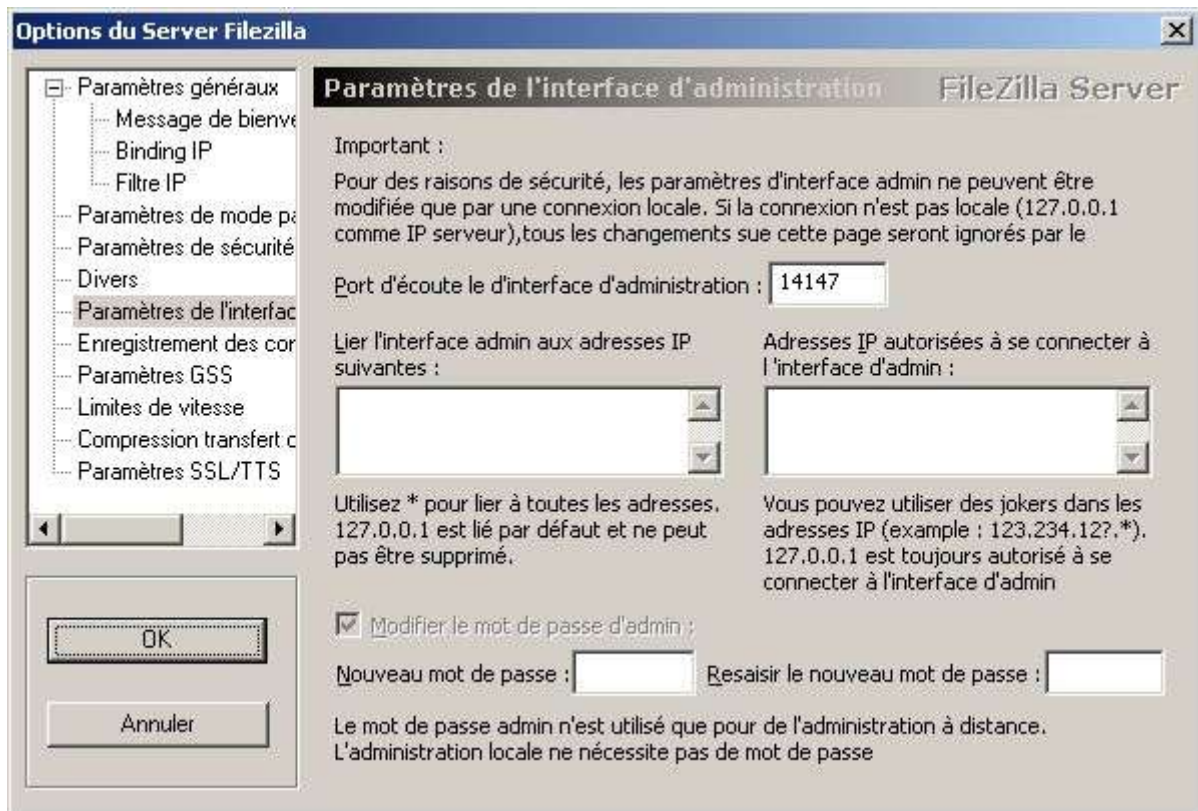 Options du Server Filezilla
Paramètres généraux
Message de bienve
Binding IP
Filtre IP
Paramètres de mode pa
Paramètres de sécurité
Divers
Paramètres de l'interfac
Enregistrement des cor
Paramètres GSS
Limites de vitesse
Compression transfert c
Paramètres SSL/TTS
OK
Annuler
Paramètres de l'interface d'administration
FileZilla Server
Important :
Pour des raisons de sécurité, les paramètres d'interface admin ne peuvent être
modifiée que par une connexion locale. Si la connexion n'est pas locale (127.0.0.1
comme IP serveur),tous les changements sue cette page seront ignorés par le
Port d'écoute le d'interface d'administration : 14147
Lier l'interface admin aux adresses IP
suivantes :
Utilisez * pour lier à toutes les adresses.
127.0.0.1 est lié par défaut et ne peut
pas être supprimé.
Adresses IP autorisées à se connecter à
l 'interface d'admin :
Vous pouvez utiliser des jokers dans les
adresses IP (example : 123.234.12?.*).
127.0.0.1 est toujours autorisé à se
connecter à l'interface d'admin
Modifier le mot de passe d'admin :
Nouveau mot de passe : Resaisir le nouveau mot de passe :
Le mot de passe admin n'est utilisé que pour de l'administration à distance.
L'administration locale ne nécessite pas de mot de passe